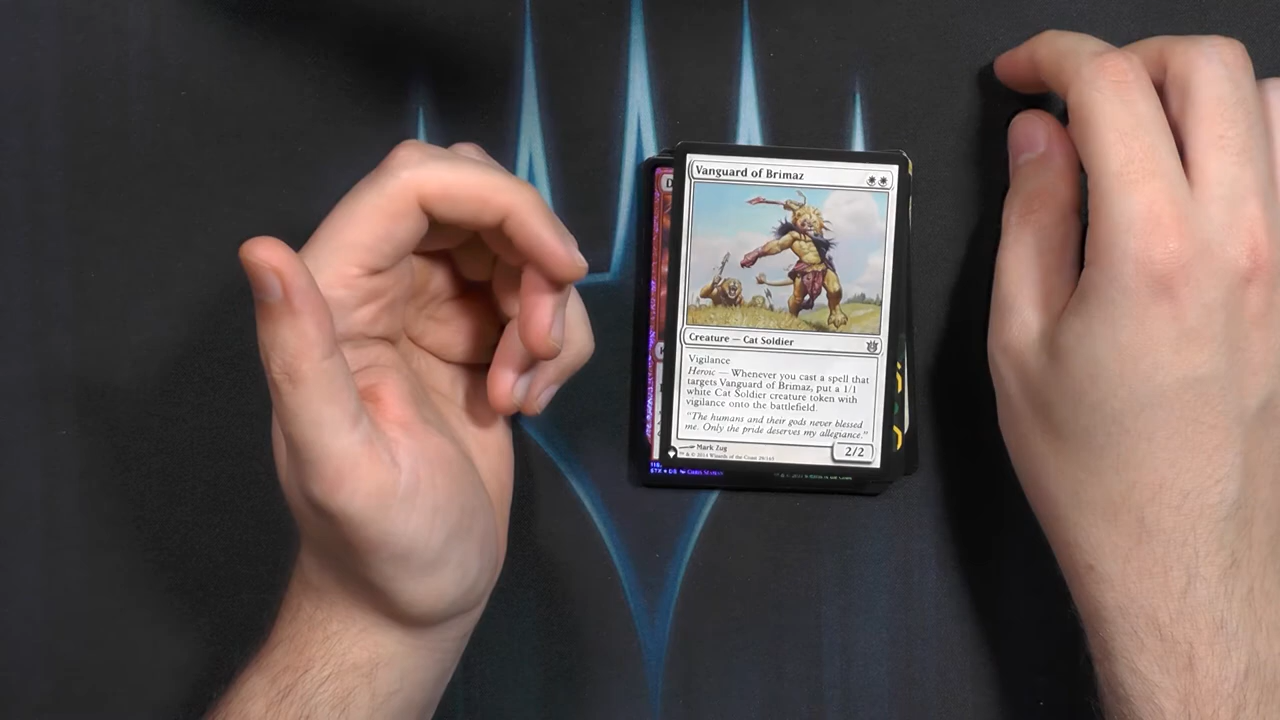 Vanguard of Brimaz
Creature — Cat Soldier
Vigilance
Heroic — Whenever you cast a spell that
targets Vanguard of Brimaz, put a 1/1
white Cat Soldier creature token with
vigilance onto the battlefield.
"The humans and their gods never blessed
me. Only the pride deserves my allegiance."
Mark Zug
2/2
D